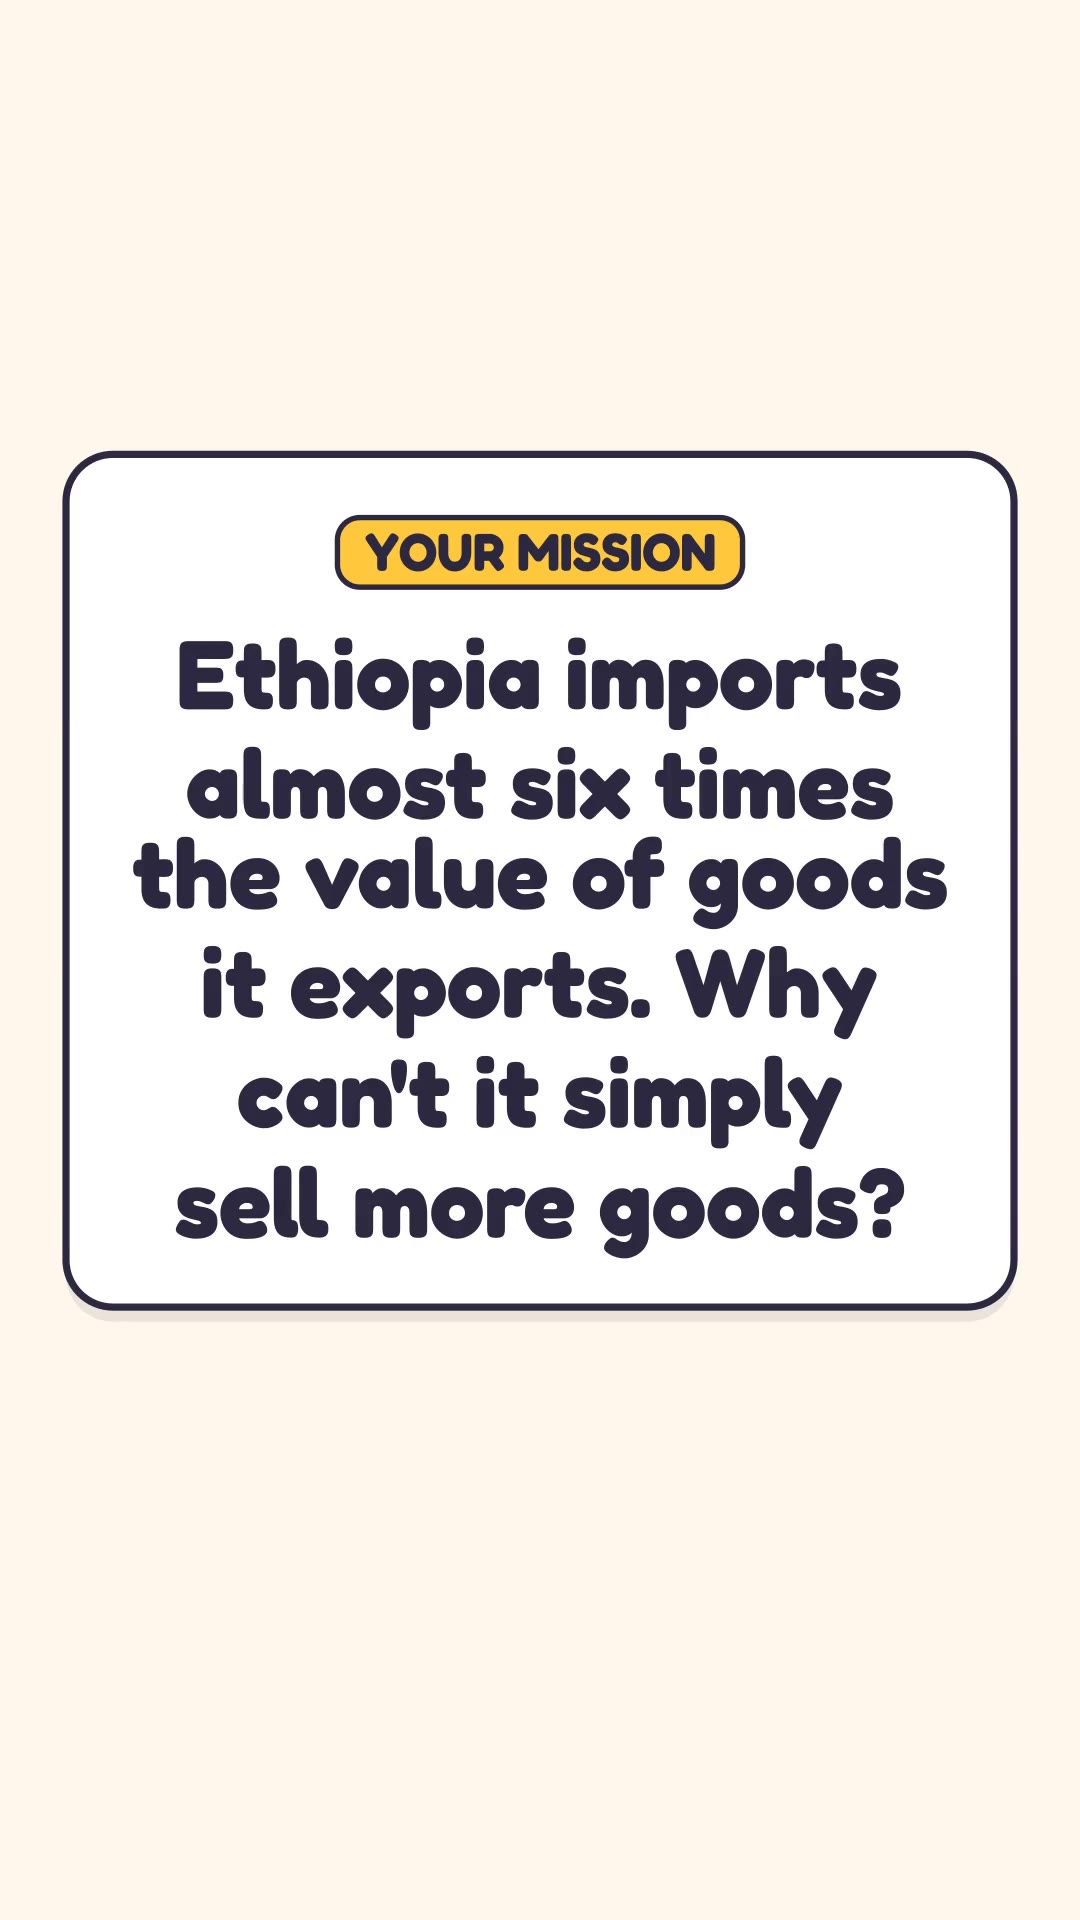 YOUR MISSION
Ethiopia imports
almost six times
the value of goods
it exports. Why
can't it simply
sell more goods?